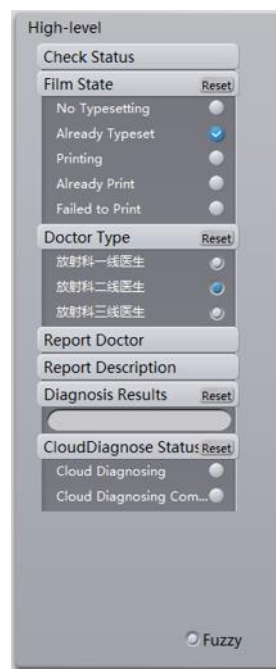 High-level
Check Status
Film State Reset
No Typesetting
Already Typeset
Printing
Already Print
Failed to Print
Doctor Type Reset
放射科一线医生
放射科二线医生
放射科三线医生
Report Doctor
Report Description
Diagnosis Results Reset
CloudDiagnose Status Reset
Cloud Diagnosing
Cloud Diagnosing Com...
Fuzzy